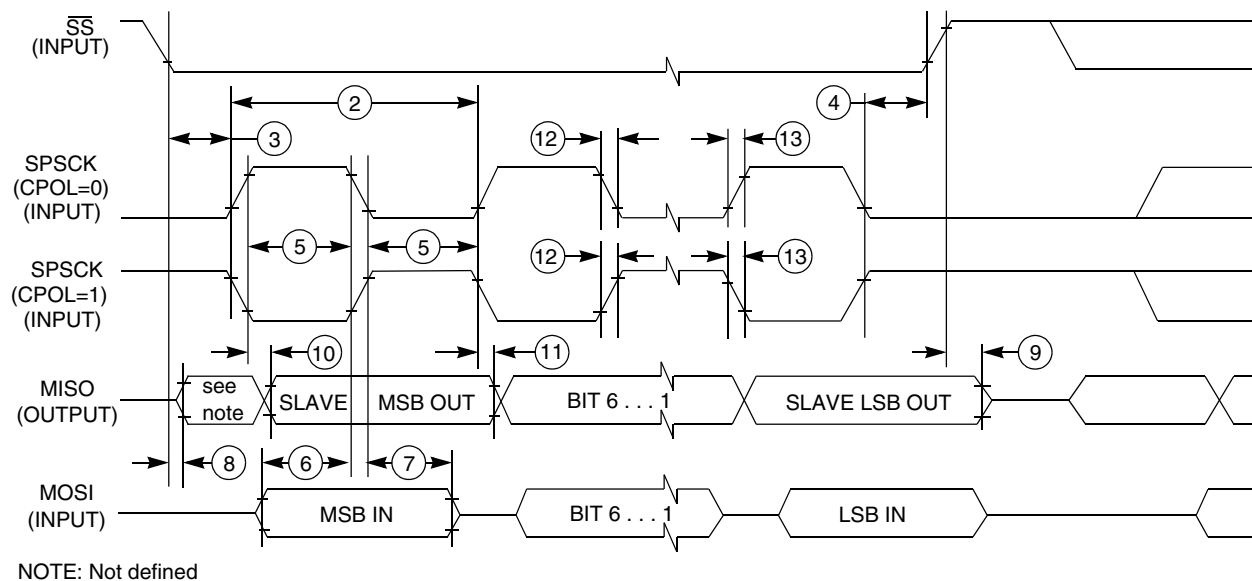 SS
(INPUT)
2
4
3
12
13
SPSCK
(CPOL=0)
(INPUT)
5
5
12
13
SPSCK
(CPOL=1)
(INPUT)
10
11
9
MISO
(OUTPUT)
see
note
SLAVE
MSB OUT
BIT 6 . . . 1
SLAVE LSB OUT
8
6
7
MOSI
(INPUT)
MSB IN
BIT 6 . . . 1
LSB IN
NOTE: Not defined